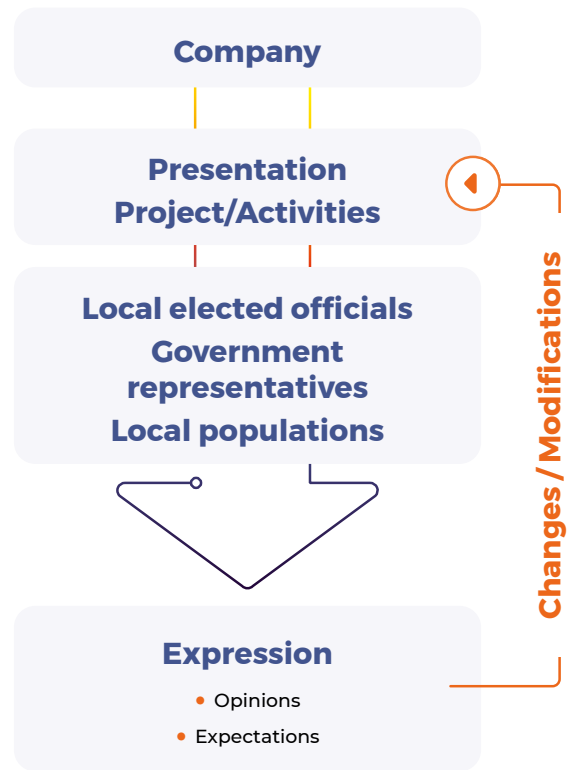 Company
Presentation
Project/Activities
Local elected officials
Government
representatives
Local populations
Changes / Modifications
Expression
• Opinions
• Expectations